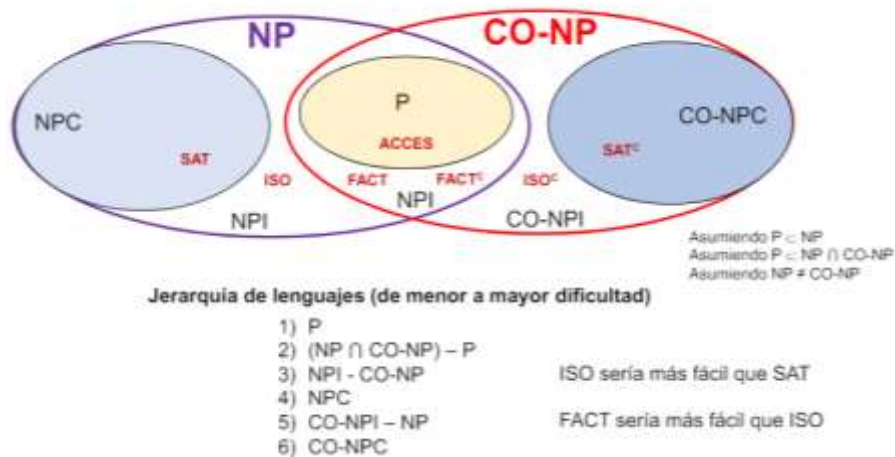 NP
CO-NP
NPC
P
CO-NPC
ACCES
SAT
SATᶜ
ISO
FACT
FACTᶜ
ISOᶜ
NPI
NPI
CO-NPI
Asumiendo P ⊂ NP
Asumiendo P ⊂ NP ∩ CO-NP
Asumiendo NP ≠ CO-NP
Jerarquía de lenguajes (de menor a mayor dificultad)
1) P
2) (NP ∩ CO-NP) – P
3) NPI - CO-NP
ISO sería más fácil que SAT
4) NPC
5) CO-NPI – NP
FACT sería más fácil que ISO
6) CO-NPC